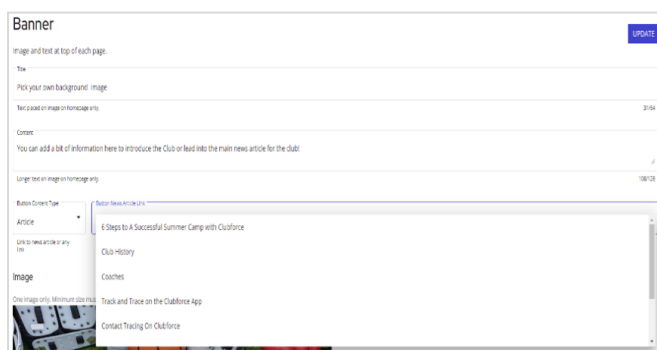 Banner
UPDATE
Image and text at top of each page.
Title
Pick your own background image
Text placed on image on homepage only.
31/64
Content
You can add a bit of information here to introduce the Club or lead into the main news article for the club!
Longer text on image on homepage only.
108/128
Button Content Type
Button News Article Link
Article
6 Steps to A Successful Summer Camp with Clubforce
Link to news article or any
link
Club History
Image
Coaches
One image only. Minimum size mus
Track and Trace on the Clubforce App
Contact Tracing On Clubforce